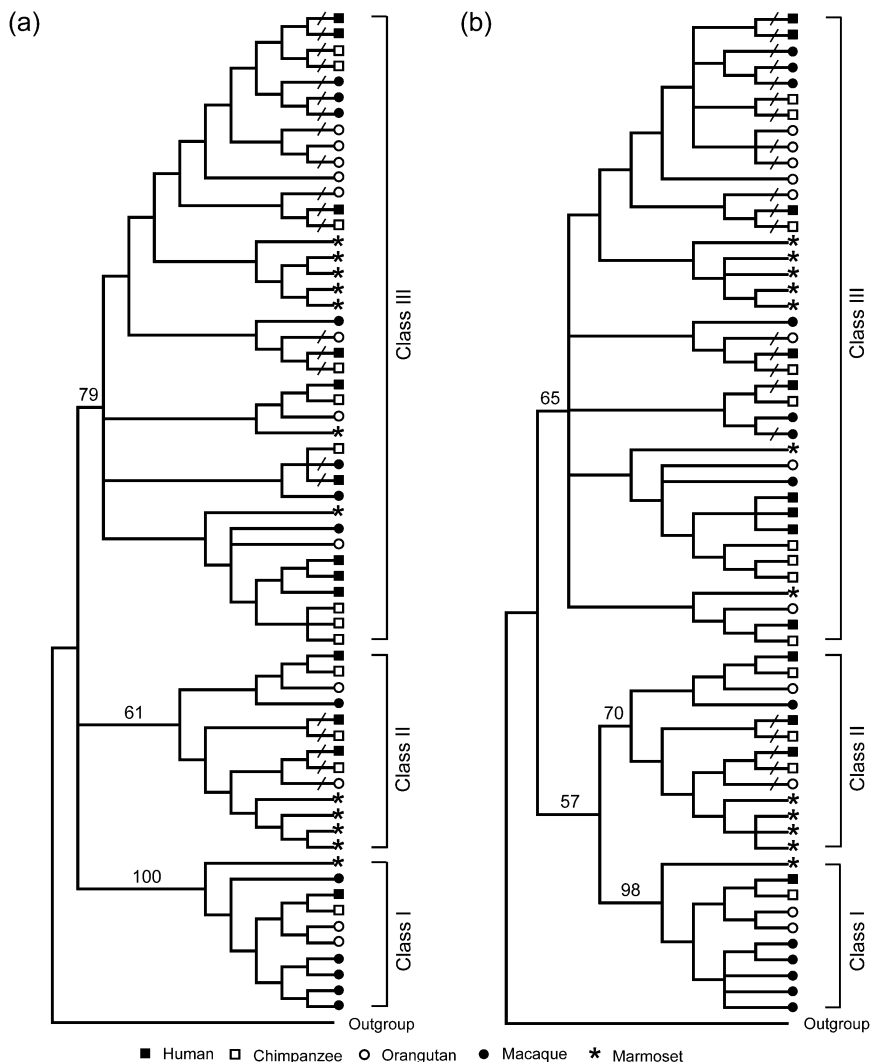 (a)
79
61
100
Class III
Class II
Class I
(b)
65
70
57
98
Class III
Class II
Class I
Outgroup
Outgroup
Human Chimpanzee Orangutan Macaque Marmoset